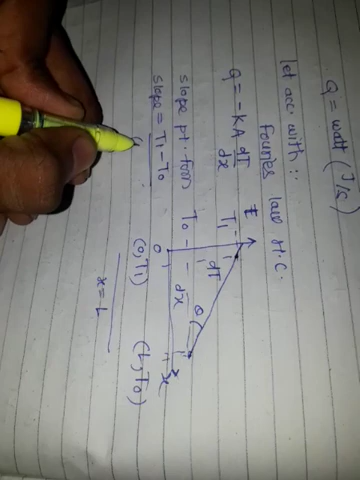 Q = watt (J/s)
let acc. with :-
Fouries law H.C.
Q = -KA dT/dx
slope pt. form
slope = T₁ - T₀
T
T₁
dT
T₀
dx
θ
0
x
(0, T₁)
(L, T₀)
x = L